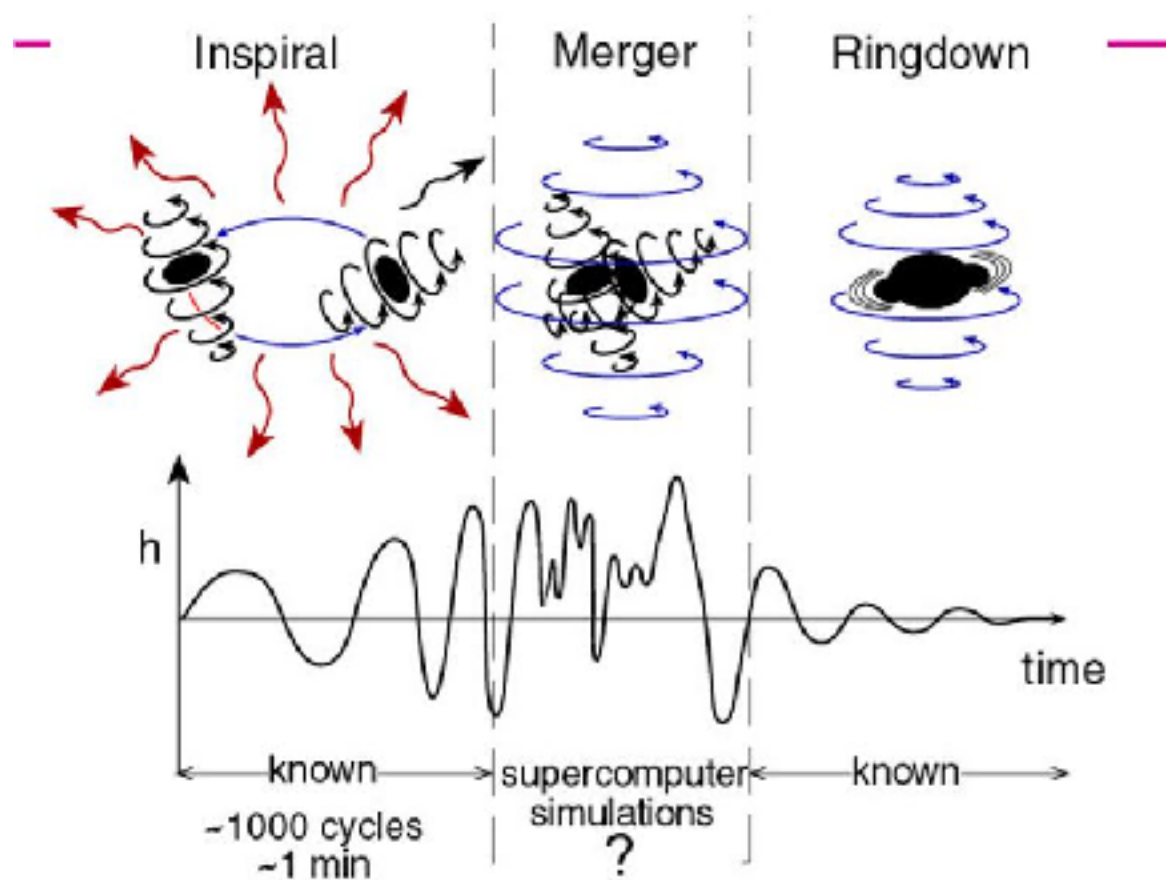 Inspiral
Merger
Ringdown
h
time
known
supercomputer
simulations
?
known
~1000 cycles
~1 min